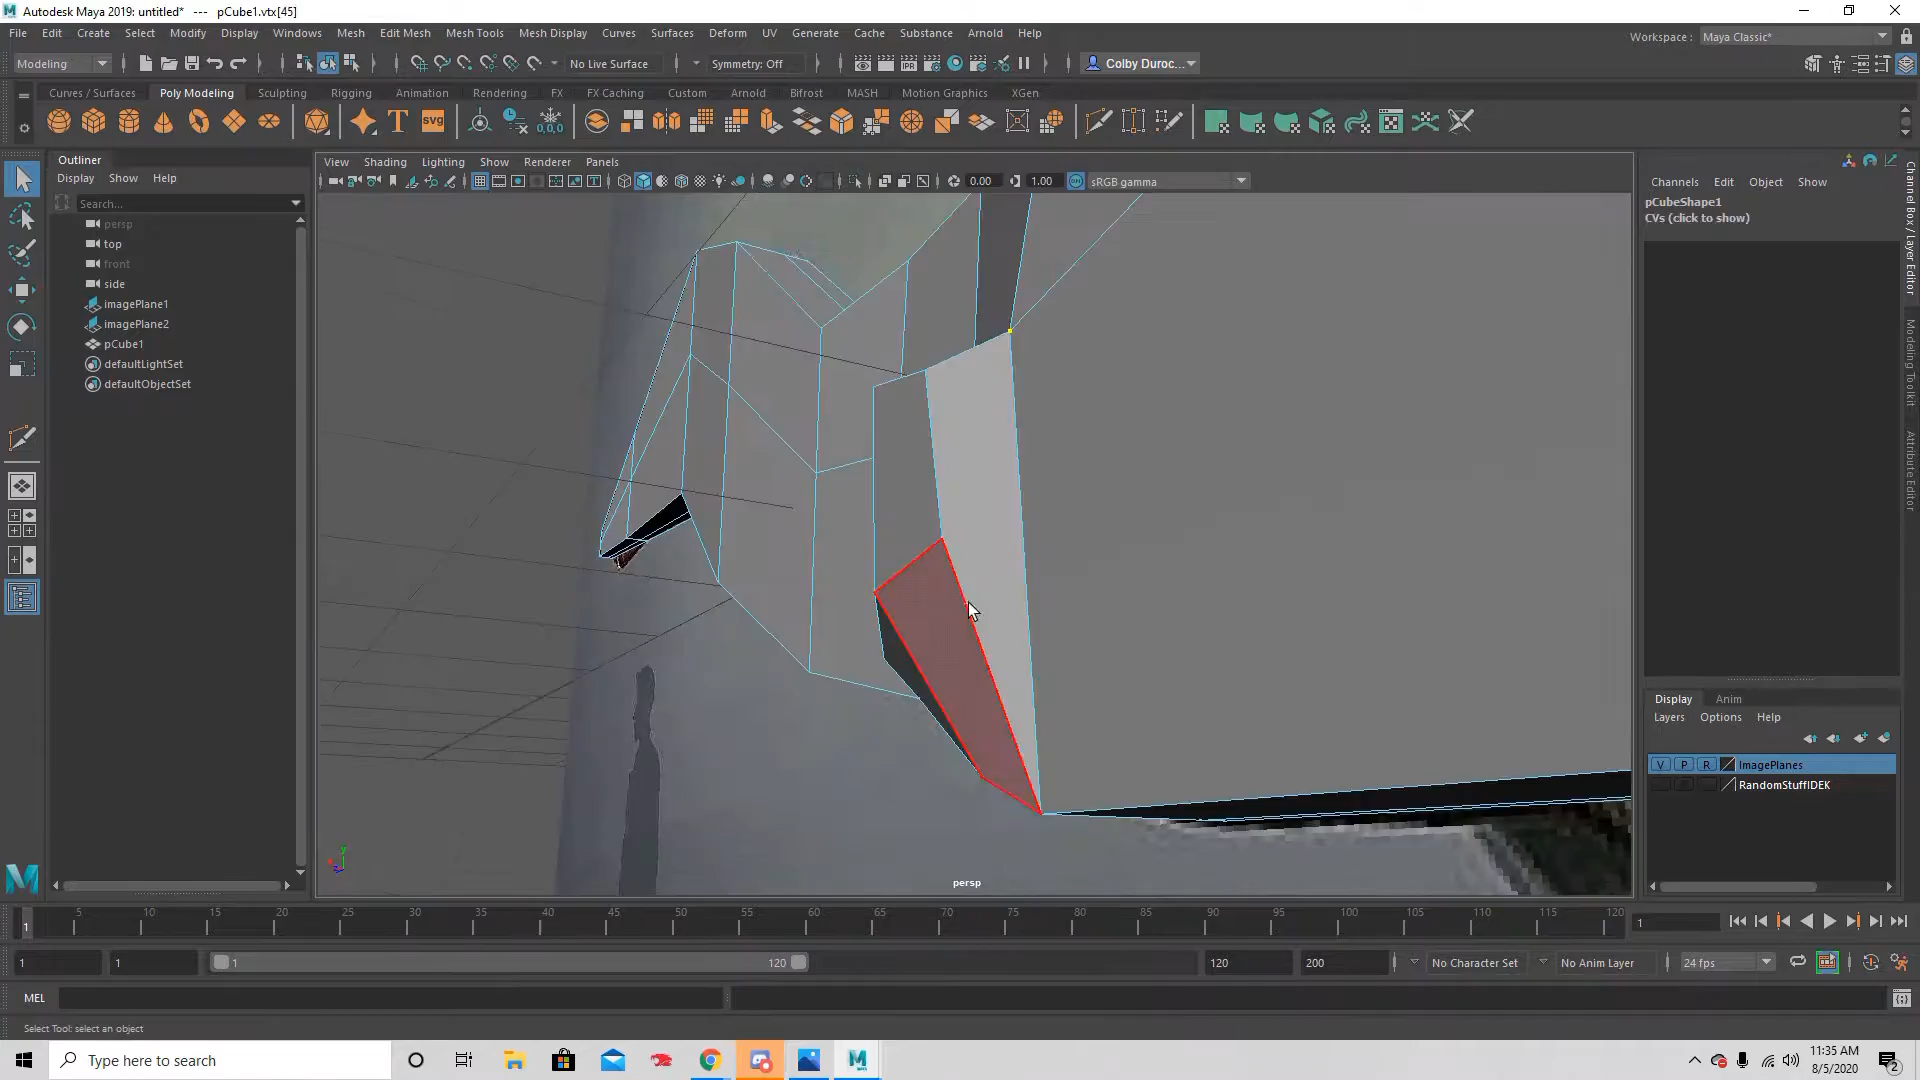 Autodesk Maya 2019: untitled*   ---   pCube1.vtx[45]
File Edit Create Select Modify Display Windows Mesh Edit Mesh Mesh Tools Mesh Display Curves Surfaces Deform UV Generate Cache Substance Arnold Help
Workspace : Maya Classic*
Modeling No Live Surface Symmetry: Off Colby Duroc...
Curves / Surfaces Poly Modeling Sculpting Rigging Animation Rendering FX FX Caching Custom Arnold Bifrost MASH Motion Graphics XGen
T svg IPR 0,0,0
Outliner
Display Show Help
Search...
persp
top
front
side
imagePlane1
imagePlane2
pCube1
defaultLightSet
defaultObjectSet
View Shading Lighting Show Renderer Panels
0.00 1.00 sRGB gamma
y
persp
Channels Edit Object Show
pCubeShape1
CVs (click to show)
Channel Box / Layer Editor
Modeling Toolkit
Attribute Editor
Display Anim
Layers Options Help
V P R ImagePlanes
RandomStuffIDEK
5 10 15 20 25 30 35 40 45 50 55 60 65 70 75 80 85 90 95 100 105 110 115 120
1 1
1 1 1 120 120 200 No Character Set No Anim Layer 24 fps
MEL
Select Tool: select an object
Type here to search
11:35 AM
8/5/2020
2